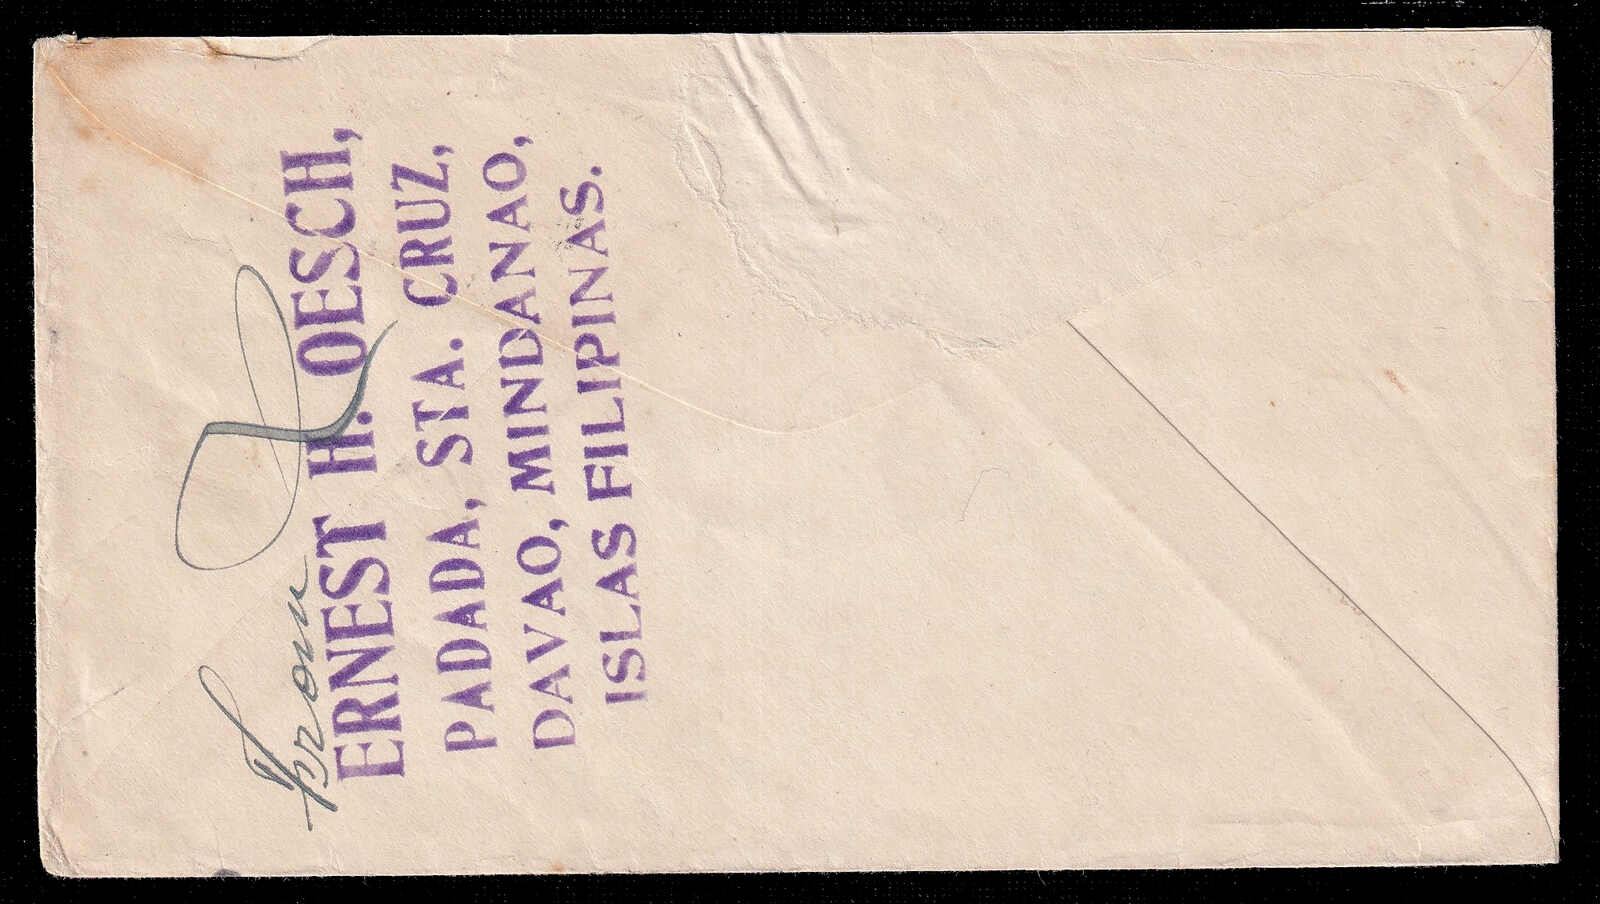 From
ERNEST H. OESCH,
PADADA, STA. CRUZ,
DAVAO, MINDANAO,
ISLAS FILIPINAS.